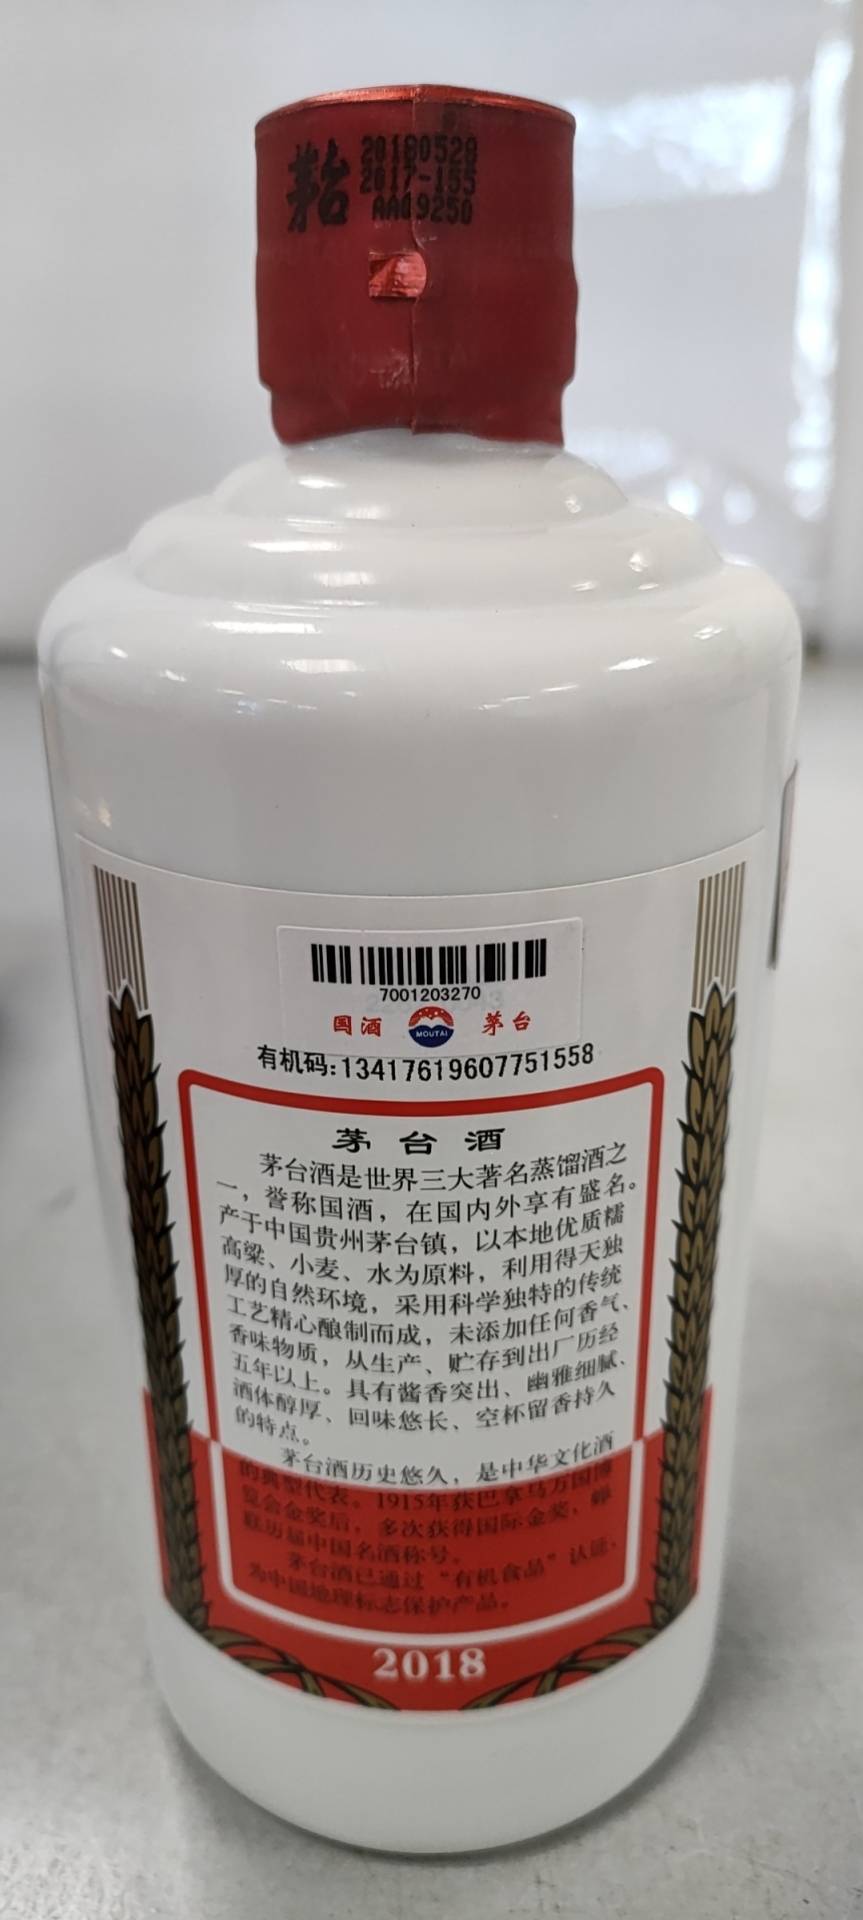 茅台
20180528
2017-155
AA09250
7001203270
国酒 MOUTAI 茅台
有机码:13417619607751558
茅台酒
茅台酒是世界三大著名蒸馏酒之
一，誉称国酒，在国内外享有盛名。
产于中国贵州茅台镇，以本地优质糯
高粱、小麦、水为原料，利用得天独
厚的自然环境，采用科学独特的传统
工艺精心酿制而成，未添加任何香气、
香味物质，从生产、贮存到出厂历经
五年以上。具有酱香突出、幽雅细腻、
酒体醇厚、回味悠长、空杯留香持久
的特点。
茅台酒历史悠久，是中华文化酒
的典型代表。1915年获巴拿马万国博
览会金奖后，多次获得国际金奖，蝉
联历届中国名酒称号。
茅台酒已通过“有机食品”认证，
为中国地理标志保护产品。
2018